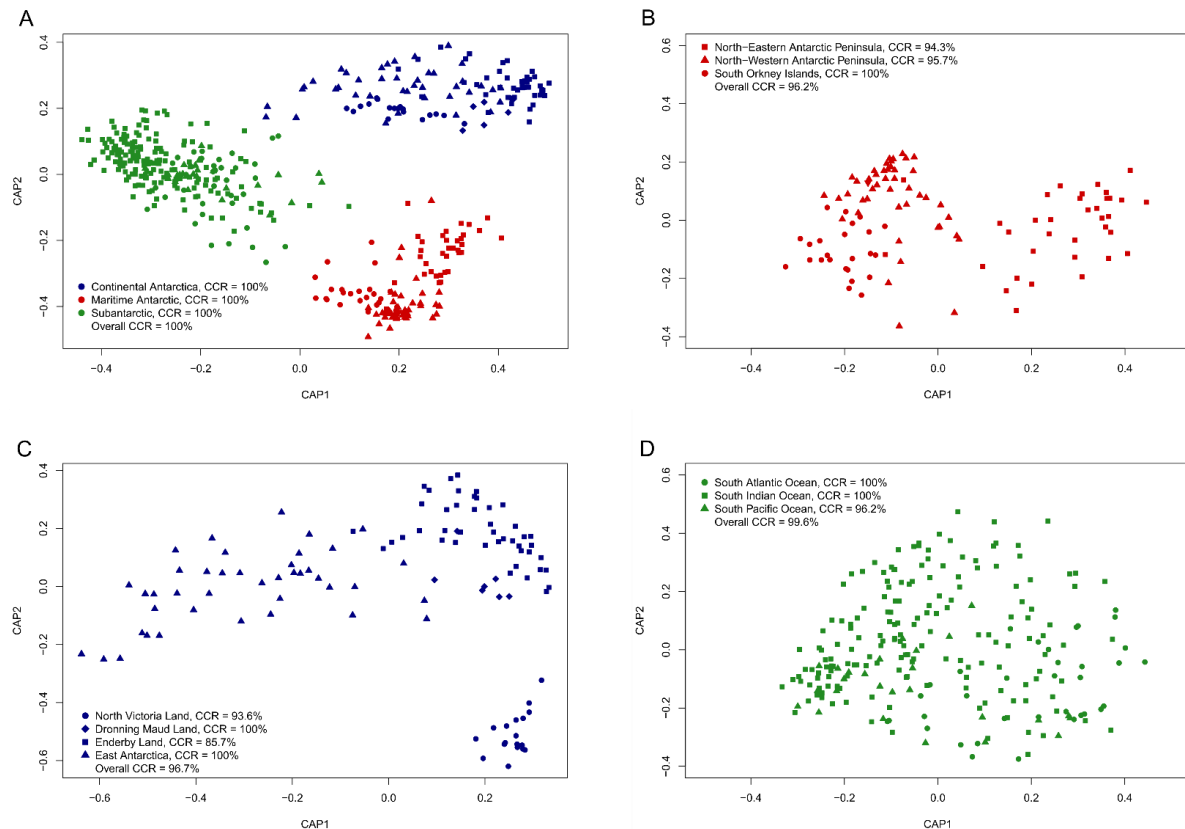 A
CAP2
0.4
0.2
0.0
−0.2
−0.4
Continental Antarctica, CCR = 100%
Maritime Antarctic, CCR = 100%
Subantarctic, CCR = 100%
Overall CCR = 100%
−0.4
−0.2
0.0
0.2
0.4
CAP1
B
CAP2
0.6
0.4
0.2
0.0
−0.2
−0.4
North−Eastern Antarctic Peninsula, CCR = 94.3%
North−Western Antarctic Peninsula, CCR = 95.7%
South Orkney Islands, CCR = 100%
Overall CCR = 96.2%
−0.4
−0.2
0.0
0.2
0.4
CAP1
C
CAP2
0.4
0.2
0.0
−0.2
−0.4
−0.6
North Victoria Land, CCR = 93.6%
Dronning Maud Land, CCR = 100%
Enderby Land, CCR = 85.7%
East Antarctica, CCR = 100%
Overall CCR = 96.7%
−0.6
−0.4
−0.2
0.0
0.2
CAP1
D
CAP2
0.6
0.4
0.2
0.0
−0.2
−0.4
South Atlantic Ocean, CCR = 100%
South Indian Ocean, CCR = 100%
South Pacific Ocean, CCR = 96.2%
Overall CCR = 99.6%
−0.4
−0.2
0.0
0.2
0.4
CAP1